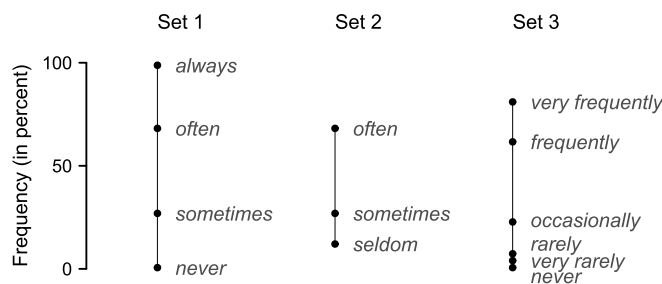 Set 1
Set 2
Set 3
Frequency (in percent)
100
50
0
always
often
sometimes
never
often
sometimes
seldom
very frequently
frequently
occasionally
rarely
very rarely
never